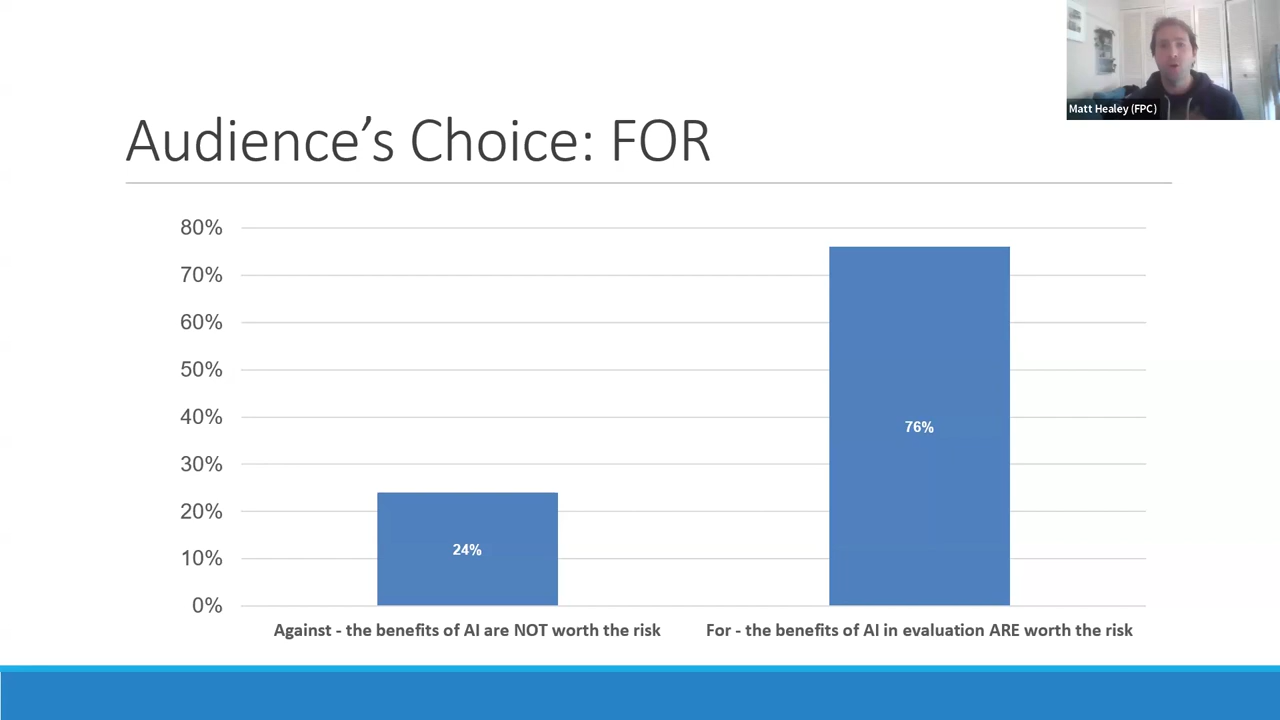 Matt Healey (FPC)
Audience’s Choice: FOR
80%
70%
60%
50%
40%
30%
20%
10%
0%
76%
24%
Against - the benefits of AI are NOT worth the risk
For - the benefits of AI in evaluation ARE worth the risk